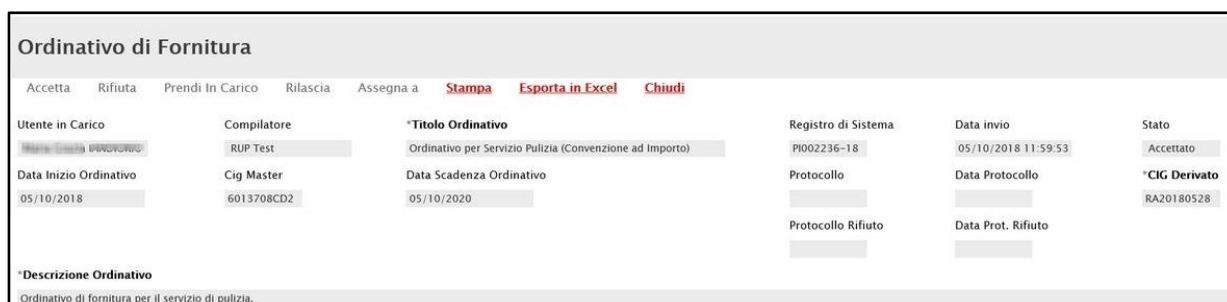 Ordinativo di Fornitura
Accetta Rifiuta Prendi In Carico Rilascia Assegna a Stampa Esporta in Excel Chiudi
Utente in Carico Compilatore *Titolo Ordinativo Registro di Sistema Data invio Stato
RUP Test Ordinativo per Servizio Pulizia (Convenzione ad Importo) PI002236-18 05/10/2018 11:59:53 Accettato
Data Inizio Ordinativo Cig Master Data Scadenza Ordinativo Protocollo Data Protocollo *CIG Derivato
05/10/2018 6013708CD2 05/10/2020 RA20180528
Protocollo Rifiuto Data Prot. Rifiuto
*Descrizione Ordinativo
Ordinativo di fornitura per il servizio di pulizia.